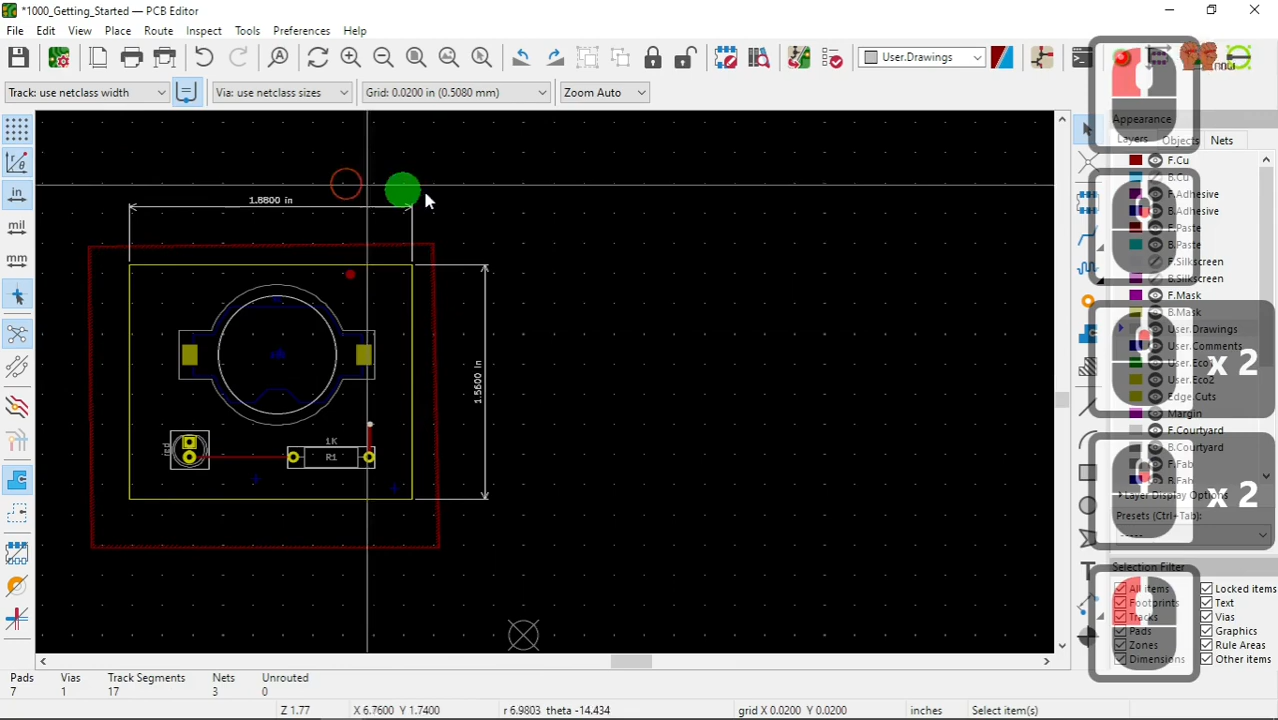 *1000_Getting_Started — PCB Editor
File Edit View Place Route Inspect Tools Preferences Help
User.Drawings
Track: use netclass width
Via: use netclass sizes
Grid: 0.0200 in (0.5080 mm)
Zoom Auto
in
mil
mm
1.8800 in
1.5600 in
1K
R1
Appearance
Layers Objects Nets
F.Cu
B.Cu
F.Adhesive
B.Adhesive
F.Paste
B.Paste
F.Silkscreen
B.Silkscreen
F.Mask
B.Mask
User.Drawings
User.Comments
User.Eco1
User.Eco2
Edge.Cuts
Margin
F.Courtyard
B.Courtyard
F.Fab
B.Fab
x 2
x 2
Layer Display Options
Presets (Ctrl+Tab):
-----
Selection Filter
All items Locked items
Footprints Text
Tracks Vias
Pads Graphics
Zones Rule Areas
Dimensions Other items
Pads Vias Track Segments Nets Unrouted
7 1 17 3 0
Z 1.77 X 6.7600 Y 1.7400 r 6.9803 theta -14.434 grid X 0.0200 Y 0.0200 inches Select item(s)